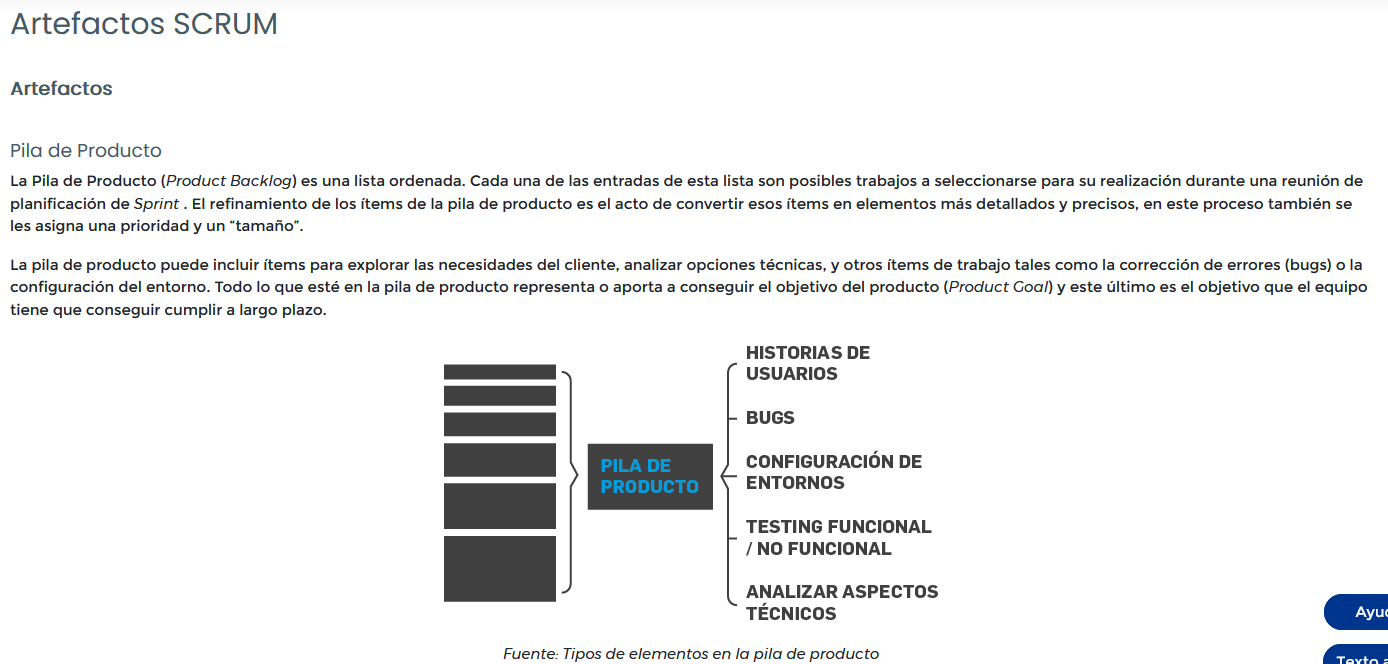 Artefactos SCRUM
Artefactos
Pila de Producto
La Pila de Producto (Product Backlog) es una lista ordenada. Cada una de las entradas de esta lista son posibles trabajos a seleccionarse para su realización durante una reunión de
planificación de Sprint . El refinamiento de los ítems de la pila de producto es el acto de convertir esos ítems en elementos más detallados y precisos, en este proceso también se
les asigna una prioridad y un “tamaño”.
La pila de producto puede incluir ítems para explorar las necesidades del cliente, analizar opciones técnicas, y otros ítems de trabajo tales como la corrección de errores (bugs) o la
configuración del entorno. Todo lo que esté en la pila de producto representa o aporta a conseguir el objetivo del producto (Product Goal) y este último es el objetivo que el equipo
tiene que conseguir cumplir a largo plazo.
PILA DE
PRODUCTO
HISTORIAS DE
USUARIOS
BUGS
CONFIGURACIÓN DE
ENTORNOS
TESTING FUNCIONAL
/ NO FUNCIONAL
ANALIZAR ASPECTOS
TÉCNICOS
Fuente: Tipos de elementos en la pila de producto
Texto